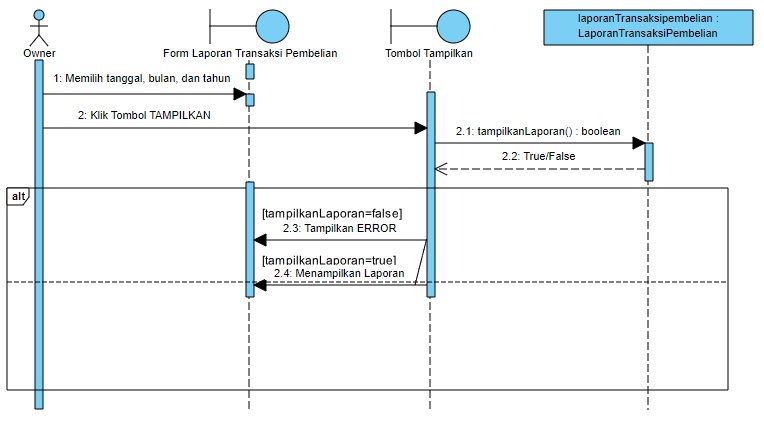 Owner
Form Laporan Transaksi Pembelian
Tombol Tampilkan
laporanTransaksipembelian :
LaporanTransaksiPembelian
1: Memilih tanggal, bulan, dan tahun
2: Klik Tombol TAMPILKAN
2.1: tampilkanLaporan() : boolean
2.2: True/False
alt
[tampilkanLaporan=false]
2.3: Tampilkan ERROR
[tampilkanLaporan=true]
2.4: Menampilkan Laporan